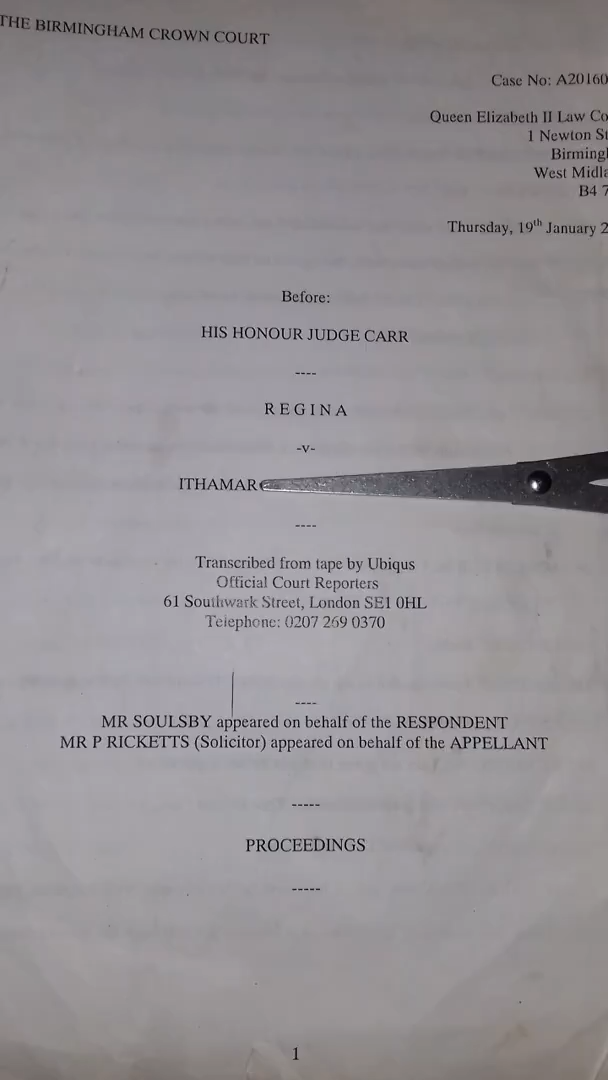 THE BIRMINGHAM CROWN COURT
Case No: A20160
Queen Elizabeth II Law Co
1 Newton St
Birmingh
West Midla
B4 7
Thursday, 19th January 2
Before:
HIS HONOUR JUDGE CARR
----
R E G I N A
-v-
ITHAMAR
----
Transcribed from tape by Ubiqus
Official Court Reporters
61 Southwark Street, London SE1 0HL
Telephone: 0207 269 0370
----
MR SOULSBY appeared on behalf of the RESPONDENT
MR P RICKETTS (Solicitor) appeared on behalf of the APPELLANT
-----
PROCEEDINGS
-----
1